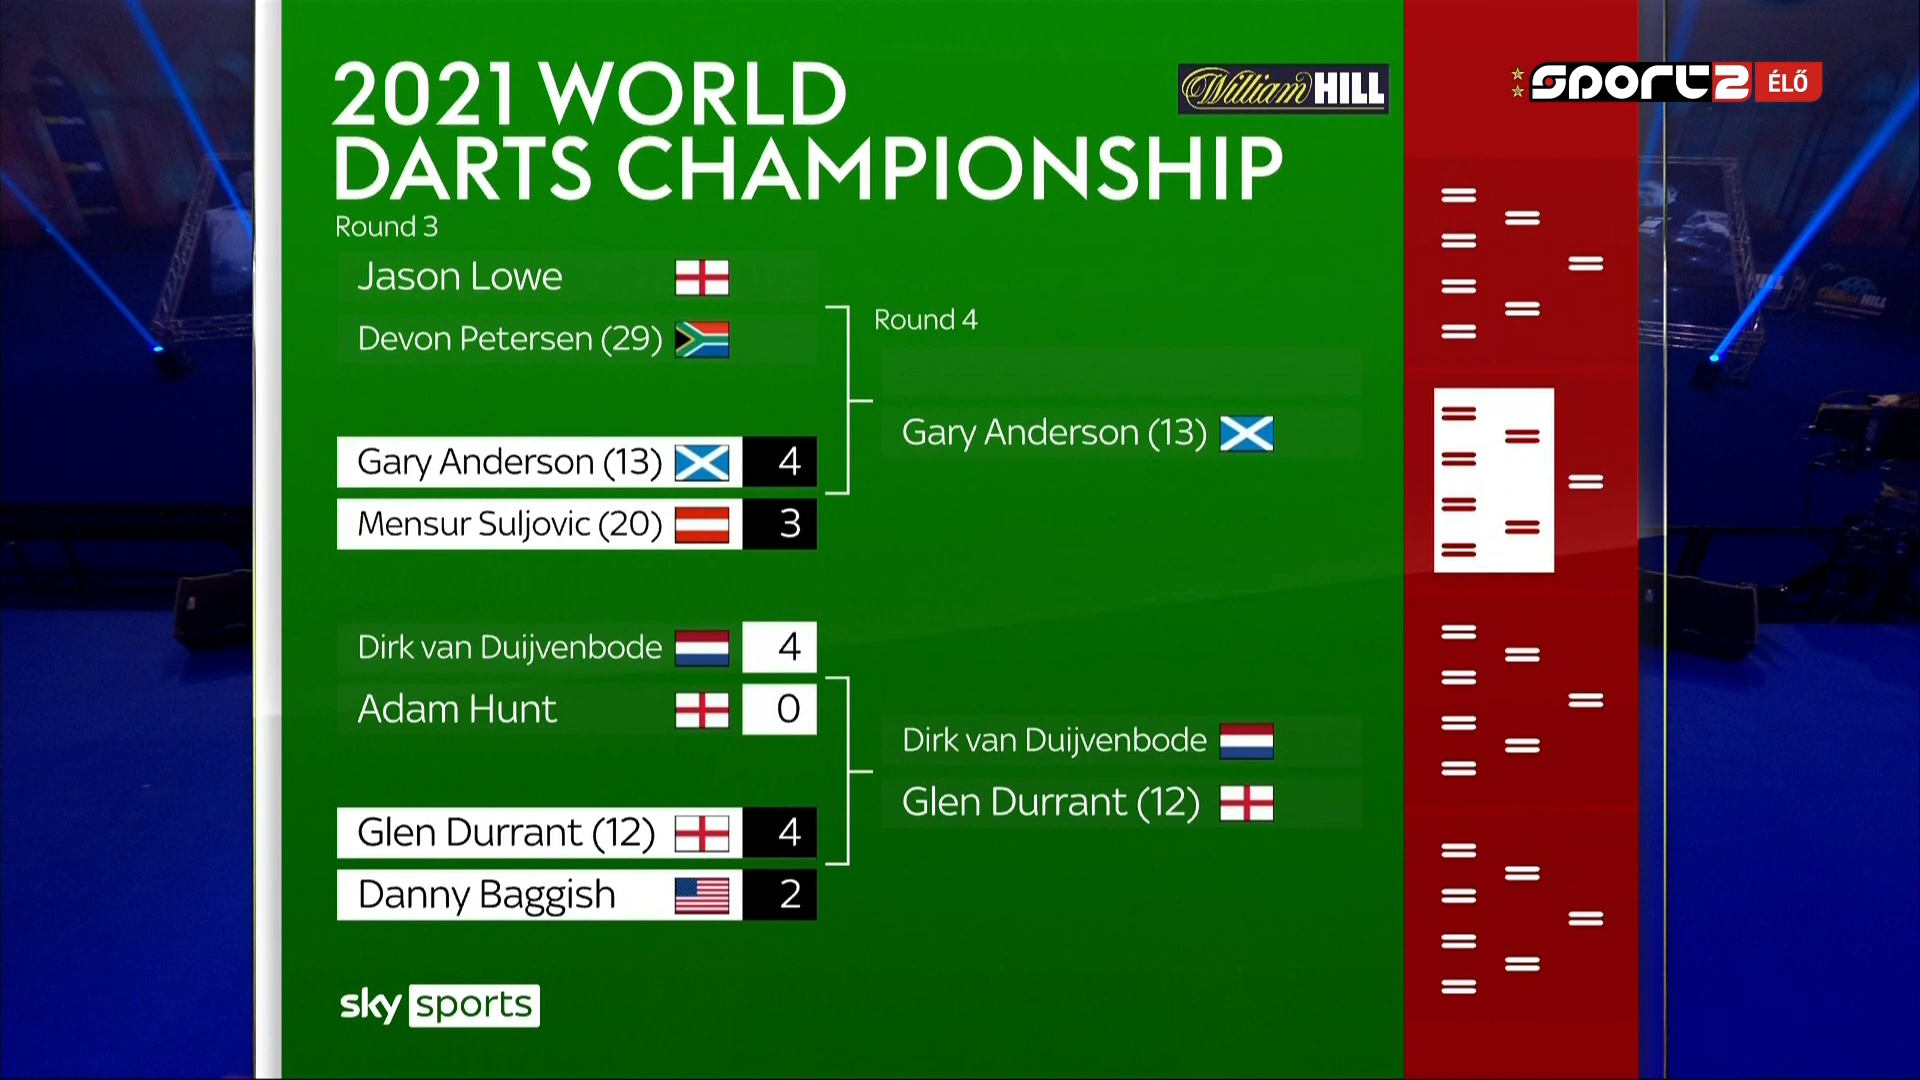 2021 WORLD
DARTS CHAMPIONSHIP
William HILL
sport2 ÉLŐ
Round 3
Jason Lowe
Devon Petersen (29)
Round 4
Gary Anderson (13)
Gary Anderson (13) 4
Mensur Suljovic (20) 3
Dirk van Duijvenbode 4
Adam Hunt 0
Dirk van Duijvenbode
Glen Durrant (12)
Glen Durrant (12) 4
Danny Baggish 2
sky sports
William HILL